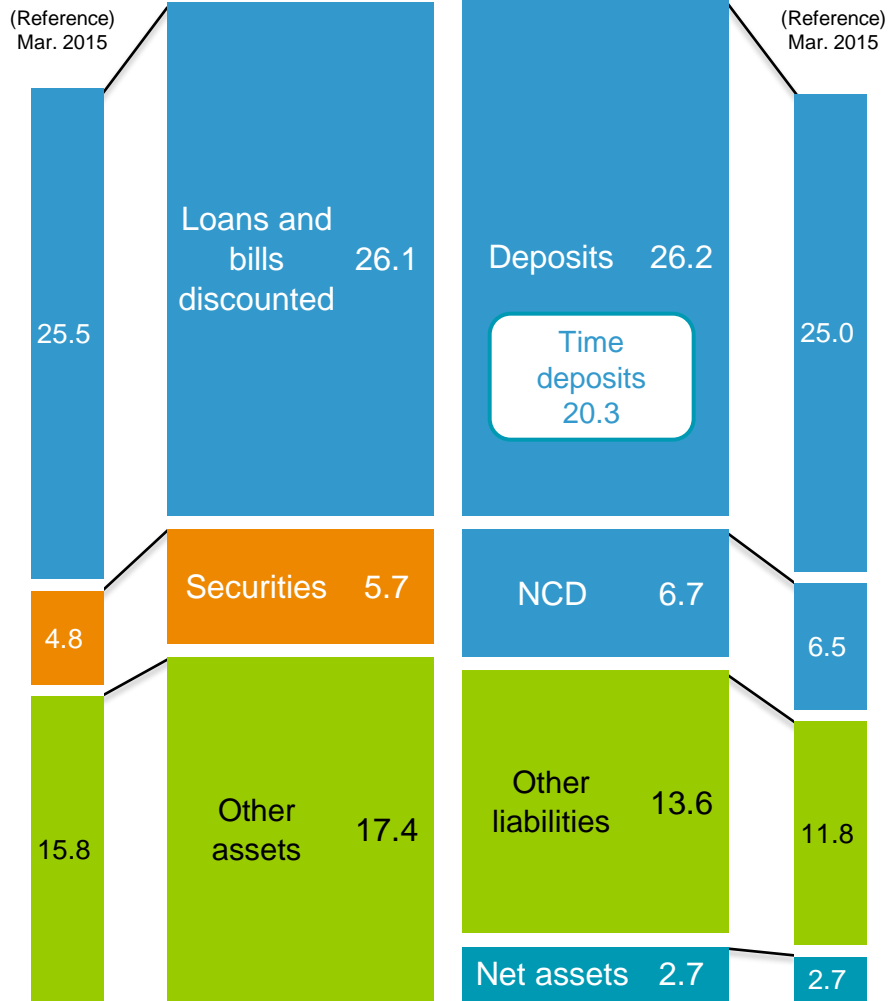 (Reference)
Mar. 2015
25.5
4.8
15.8
Loans and
bills
discounted
26.1
Securities 5.7
Other
assets
17.4
Deposits 26.2
Time
deposits
20.3
NCD 6.7
Other
liabilities
13.6
Net assets 2.7
(Reference)
Mar. 2015
25.0
6.5
11.8
2.7